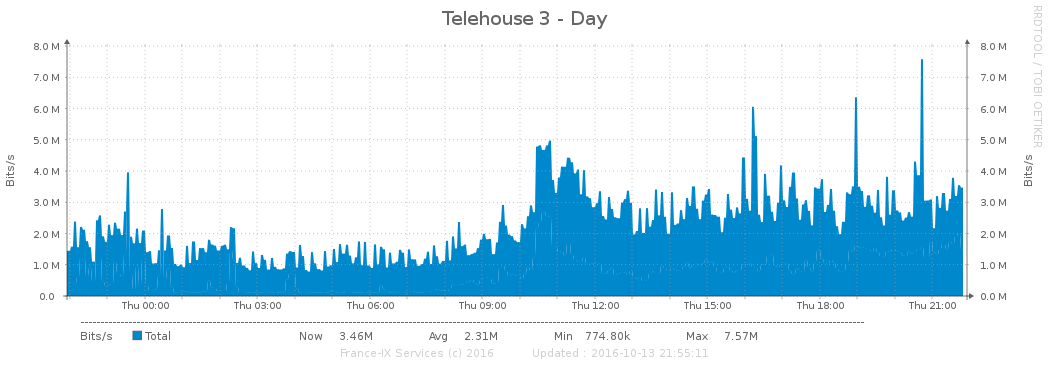 Telehouse 3 - Day
RRDTOOL / TOBI OETIKER
8.0 M 8.0 M
7.0 M 7.0 M
6.0 M 6.0 M
5.0 M 5.0 M
4.0 M 4.0 M
3.0 M 3.0 M
2.0 M 2.0 M
1.0 M 1.0 M
0.0 0.0 M
Bits/s Bits/s
Thu 00:00 Thu 03:00 Thu 06:00 Thu 09:00 Thu 12:00 Thu 15:00 Thu 18:00 Thu 21:00
Bits/s Total Now 3.46M Avg 2.31M Min 774.80k Max 7.57M
France-IX Services (c) 2016 Updated : 2016-10-13 21:55:11